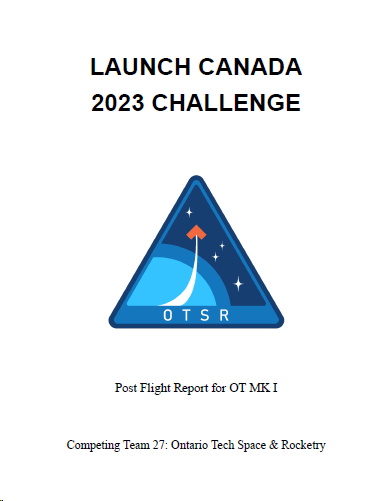 LAUNCH CANADA
2023 CHALLENGE
OTSR
Post Flight Report for OT MK I
Competing Team 27: Ontario Tech Space & Rocketry